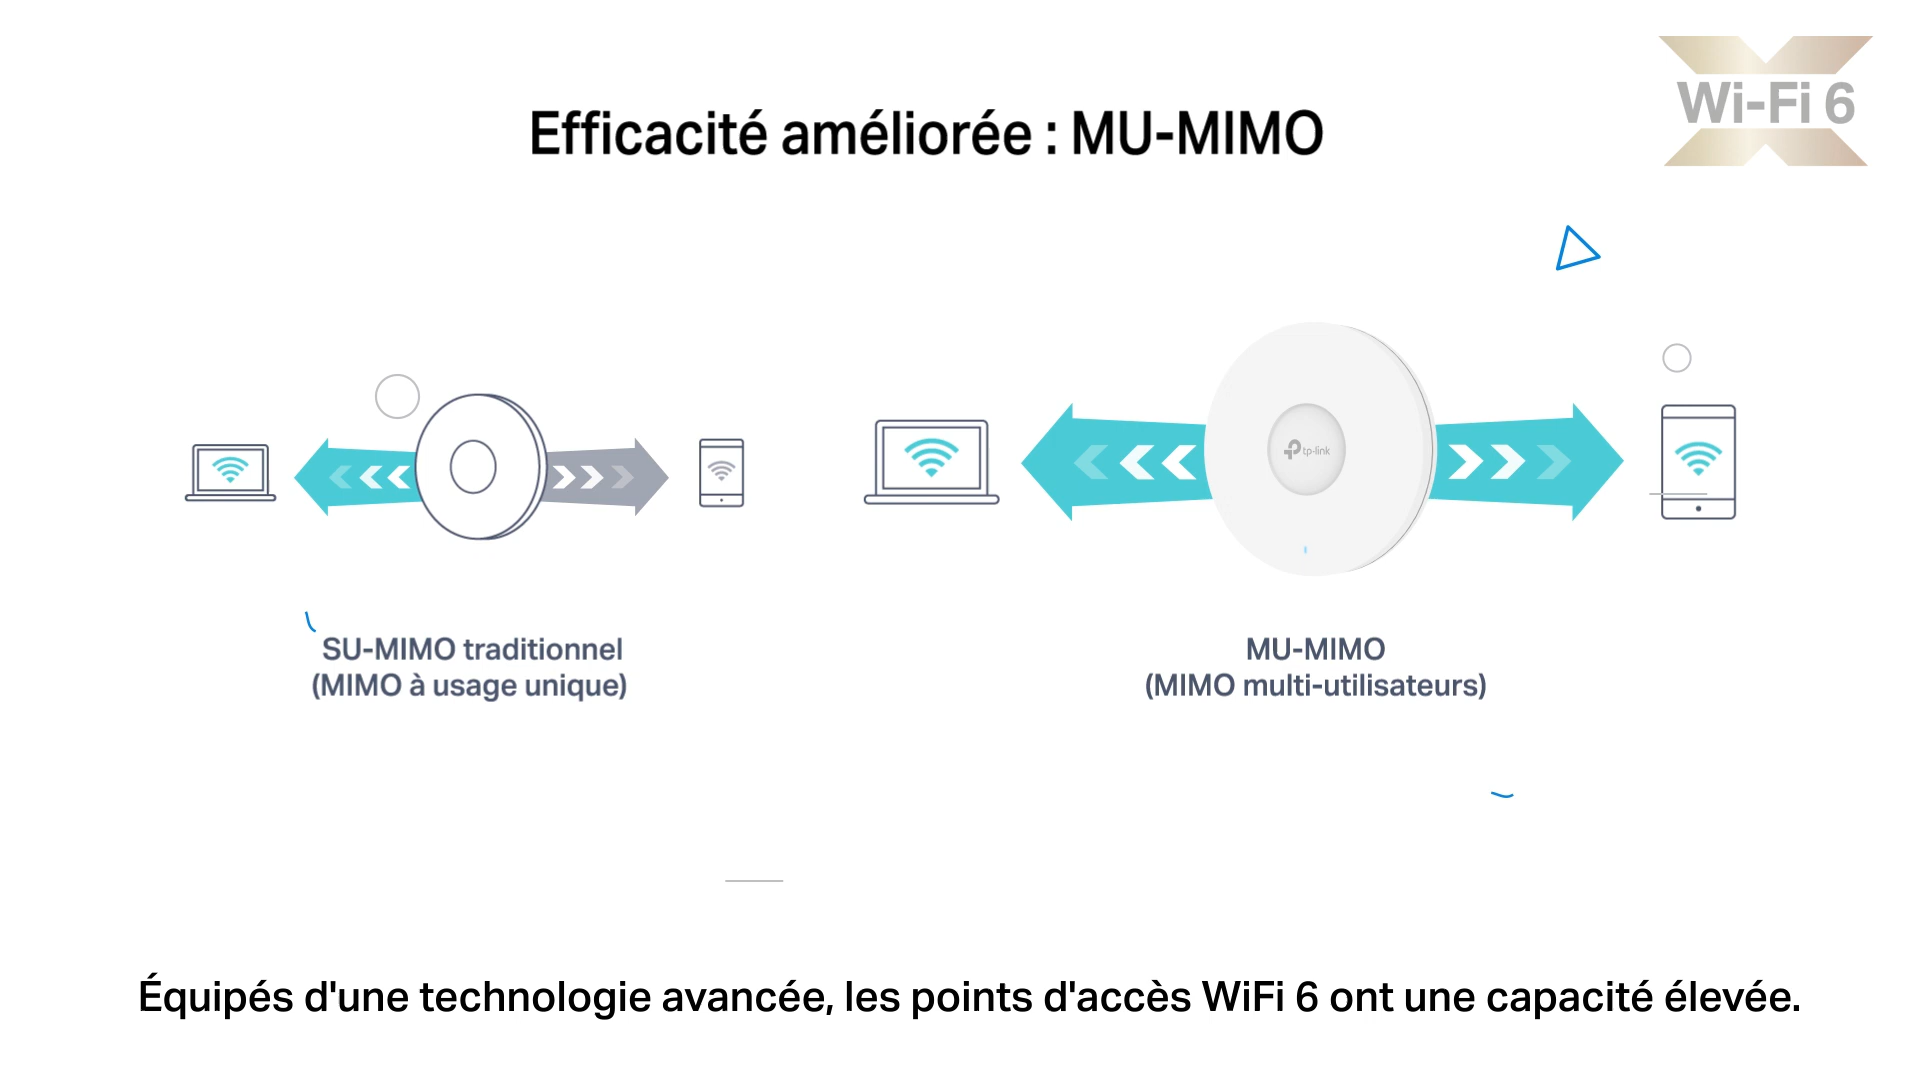 Wi-Fi 6
Efficacité améliorée : MU-MIMO
tp-link
SU-MIMO traditionnel
(MIMO à usage unique)
MU-MIMO
(MIMO multi-utilisateurs)
Équipés d'une technologie avancée, les points d'accès WiFi 6 ont une capacité élevée.